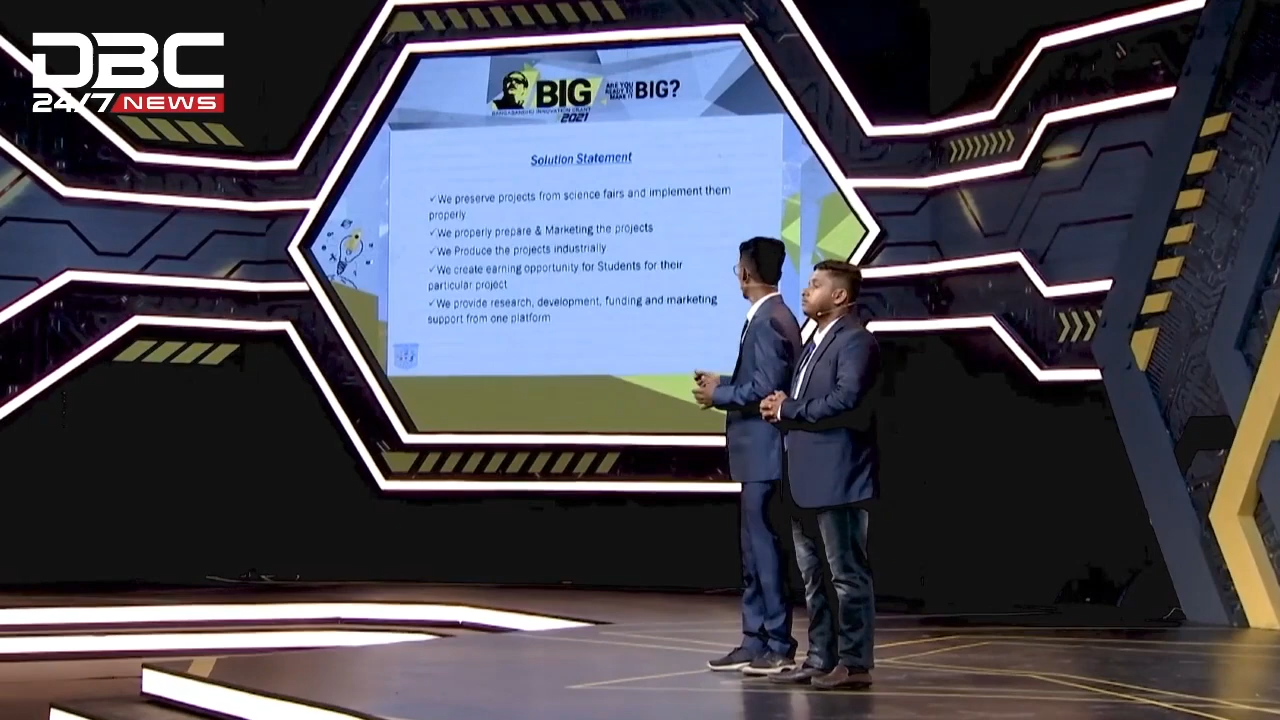 DBC
24/7 NEWS
BIG
ARE YOU
READY TO
MAKE IT
BIG?
BANGABANDHU INNOVATION GRANT
2021
Solution Statement
✓We preserve projects from science fairs and implement them
properly
✓We properly prepare & Marketing the projects
✓We Produce the projects industrially
✓We create earning opportunity for Students for their
particular project
✓We provide research, development, funding and marketing
support from one platform